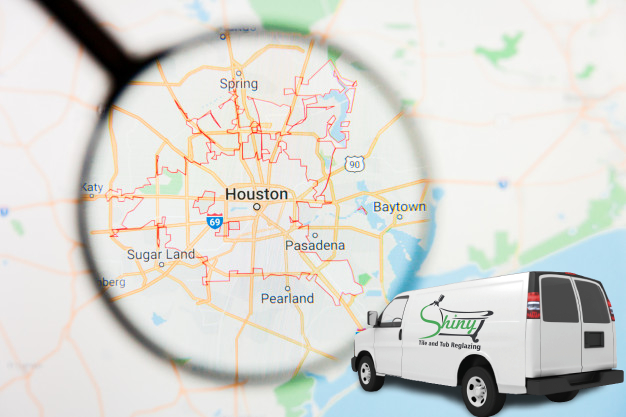 Spring
90
Katy
Houston
69
Baytown
Pasadena
Sugar Land
Pearland
Shiny
Tile and Tub Reglazing